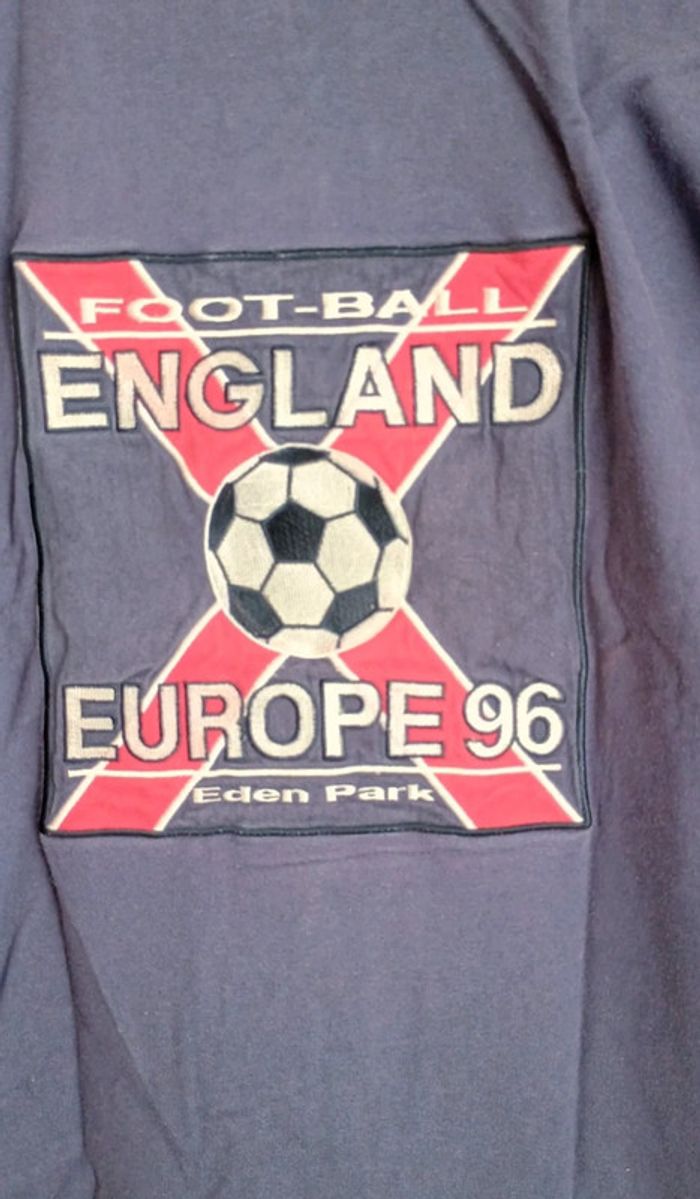 FOOT-BALL
ENGLAND
EUROPE 96
Eden Park